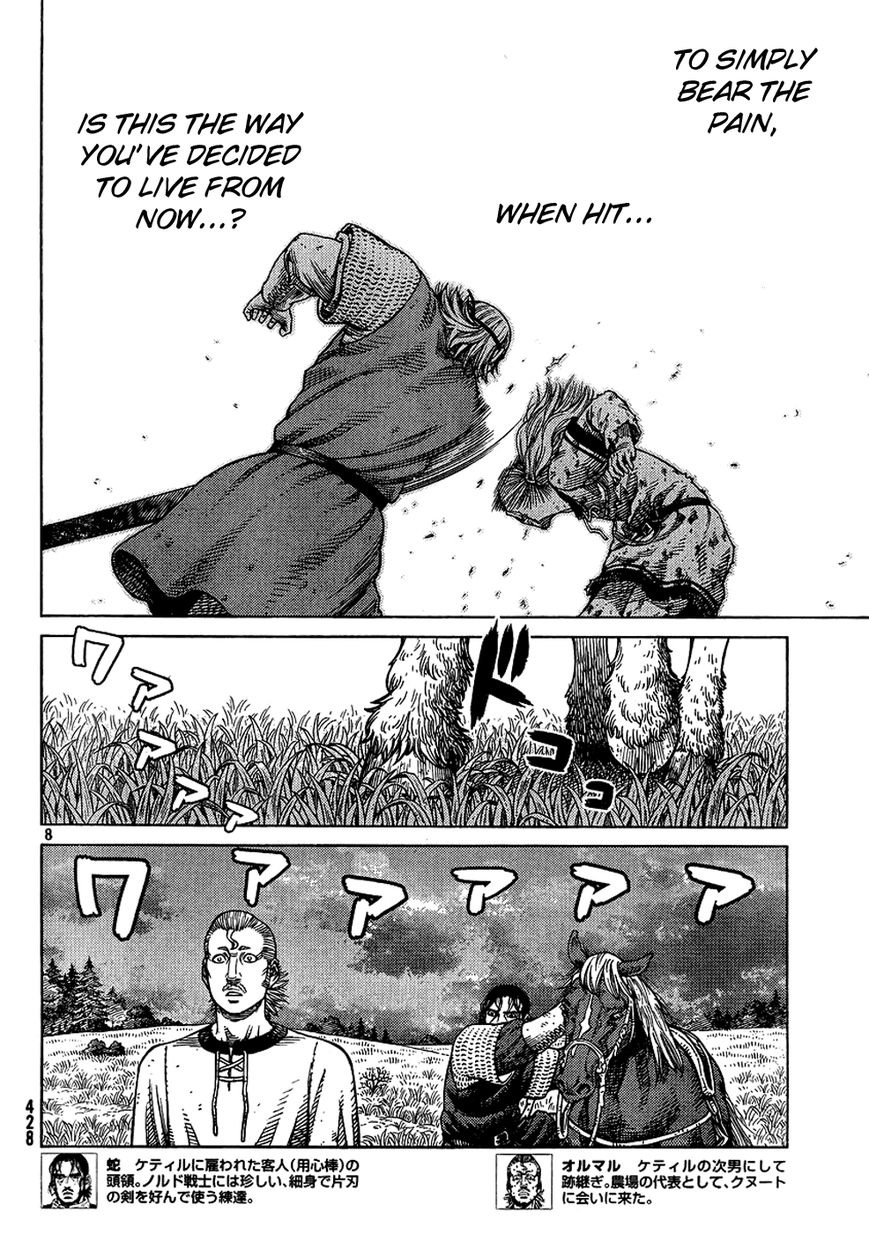 TO SIMPLY
BEAR THE
PAIN,
WHEN HIT...
IS THIS THE WAY
YOU'VE DECIDED
TO LIVE FROM
NOW...?
ドココ
ワァァァァ
8
ワァァァァァ
428
オルマル ケティルの次男にして
跡継ぎ。農場の代表として、クヌート
に会いに来た。
蛇 ケティルに雇われた客人(用心棒)の
頭領。ノルド戦士には珍しい、細身で片刃
の剣を好んで使う練達。